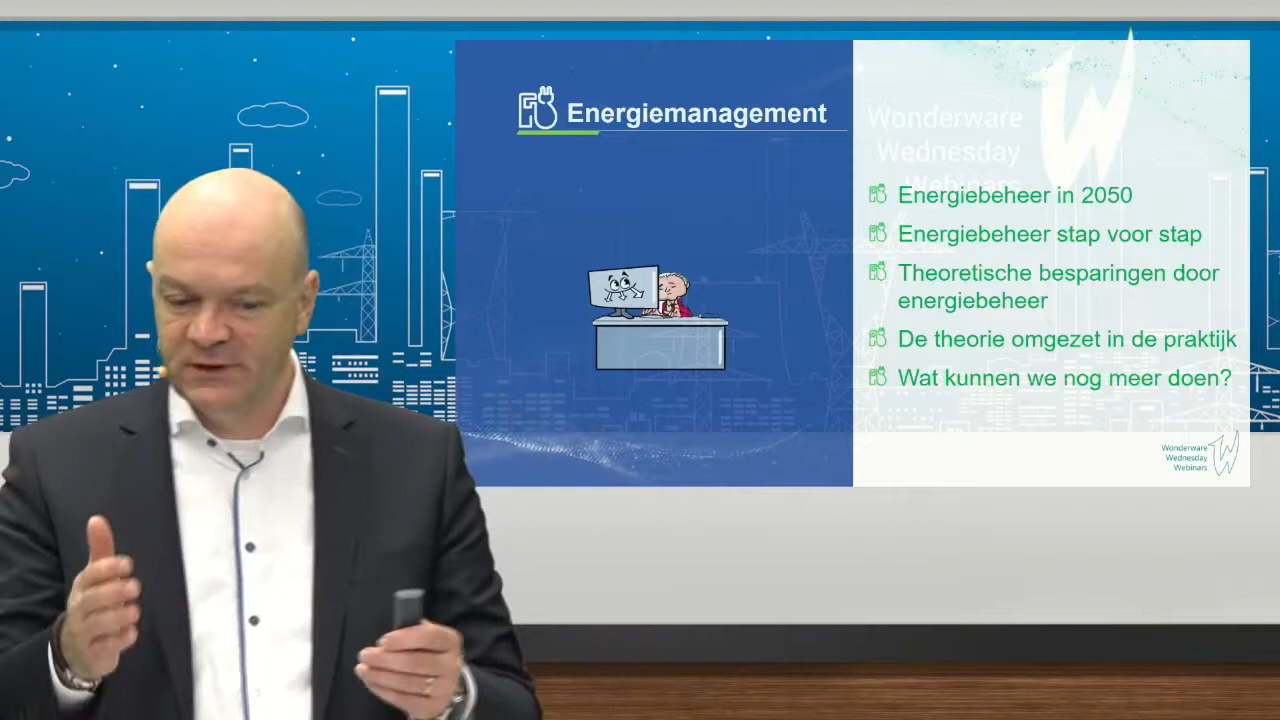 Energiemanagement
Wonderware
Wednesday
Webinars
Energiebeheer in 2050
Energiebeheer stap voor stap
Theoretische besparingen door
energiebeheer
De theorie omgezet in de praktijk
Wat kunnen we nog meer doen?
Wonderware
Wednesday
Webinars